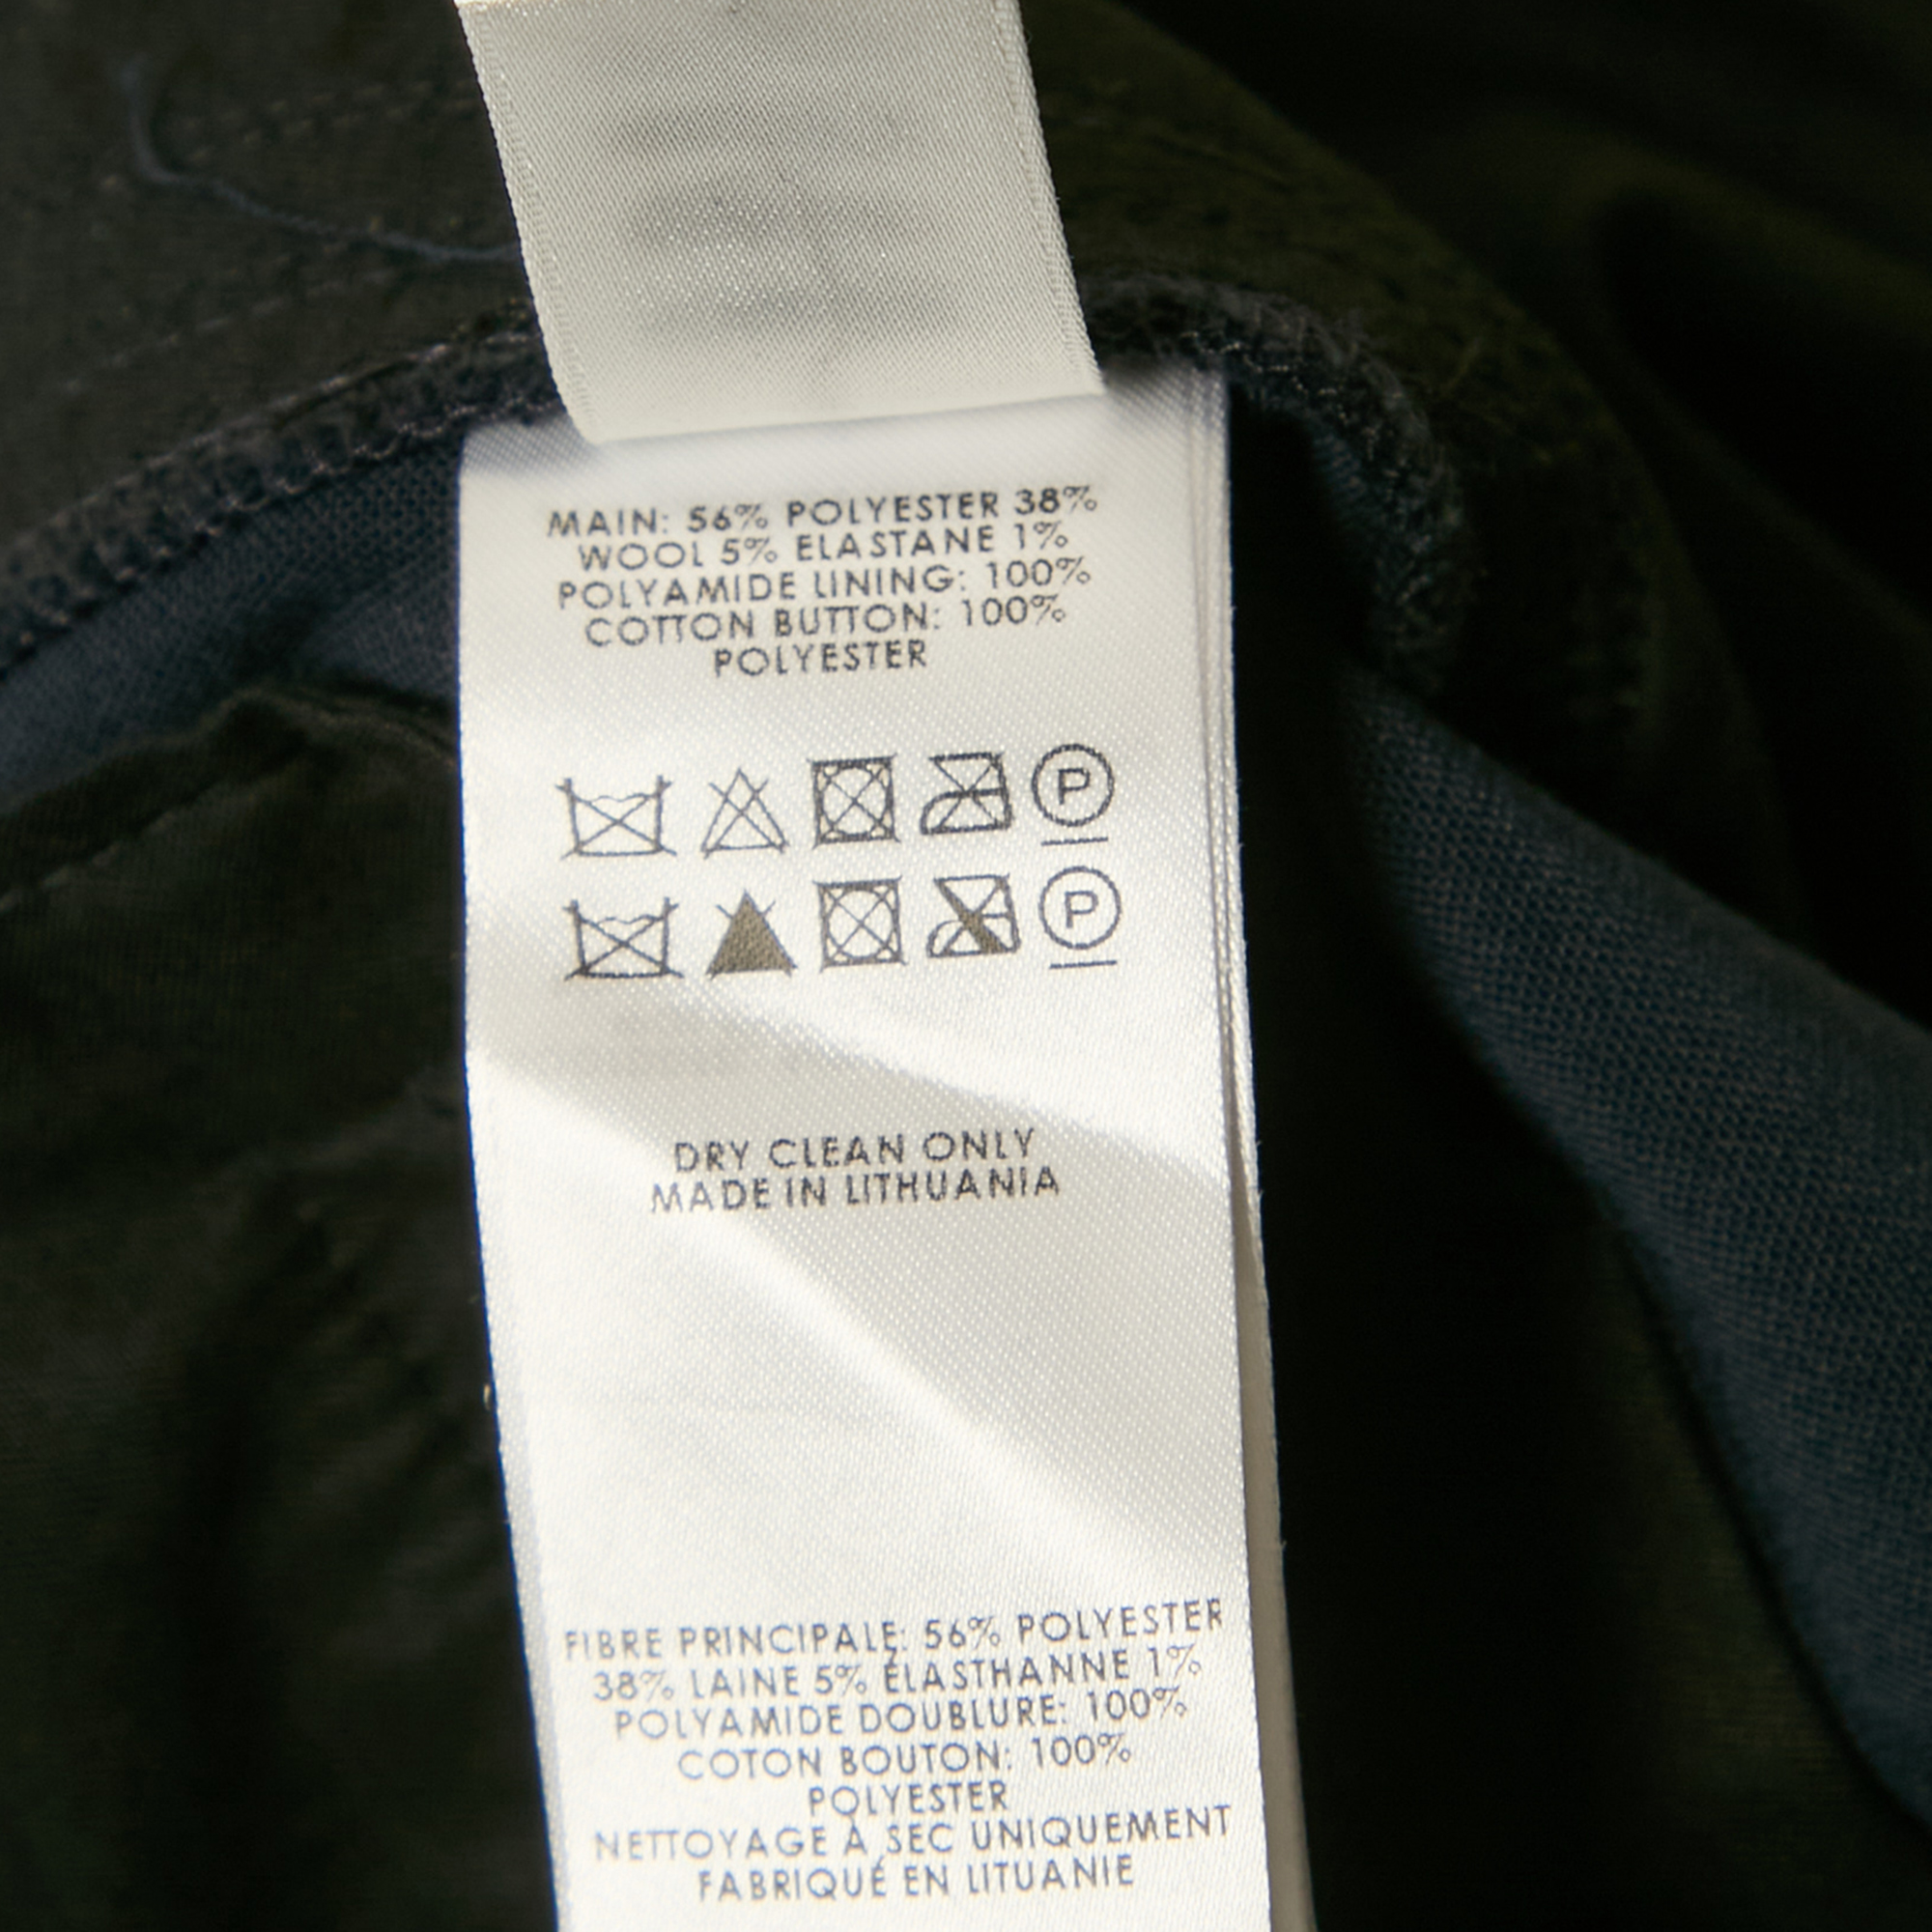 MAIN: 56% POLYESTER 38%
WOOL 5% ELASTANE 1%
POLYAMIDE LINING: 100%
COTTON BUTTON: 100%
POLYESTER
P
P
DRY CLEAN ONLY
MADE IN LITHUANIA
FIBRE PRINCIPALE: 56% POLYESTER
38% LAINE 5% ÉLASTHANNE 1%
POLYAMIDE DOUBLURE: 100%
COTON BOUTON: 100%
POLYESTER
NETTOYAGE À SEC UNIQUEMENT
FABRIQUÉ EN LITUANIE